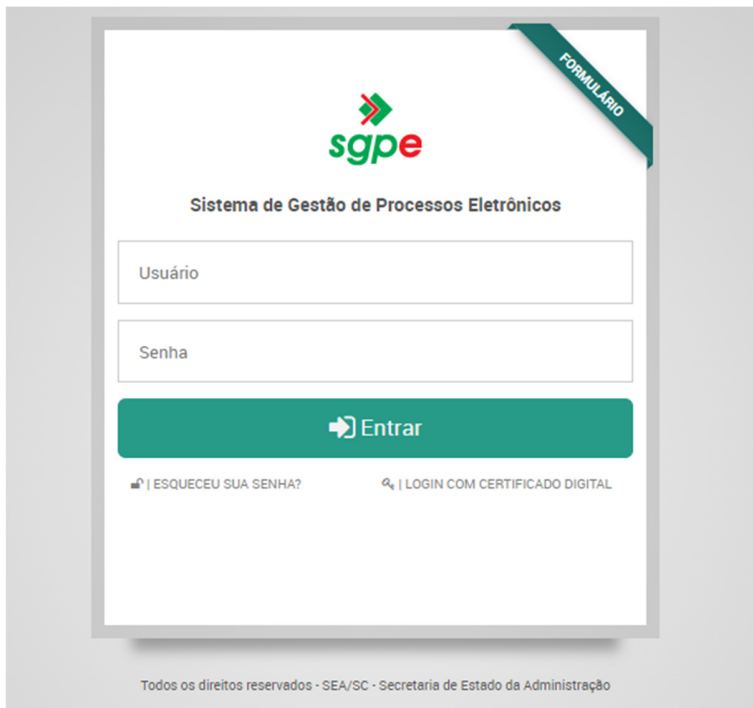 FORMULÁRIO
sgpe
Sistema de Gestão de Processos Eletrônicos
Usuário
Senha
Entrar
| ESQUECEU SUA SENHA? | LOGIN COM CERTIFICADO DIGITAL
Todos os direitos reservados - SEA/SC - Secretaria de Estado da Administração